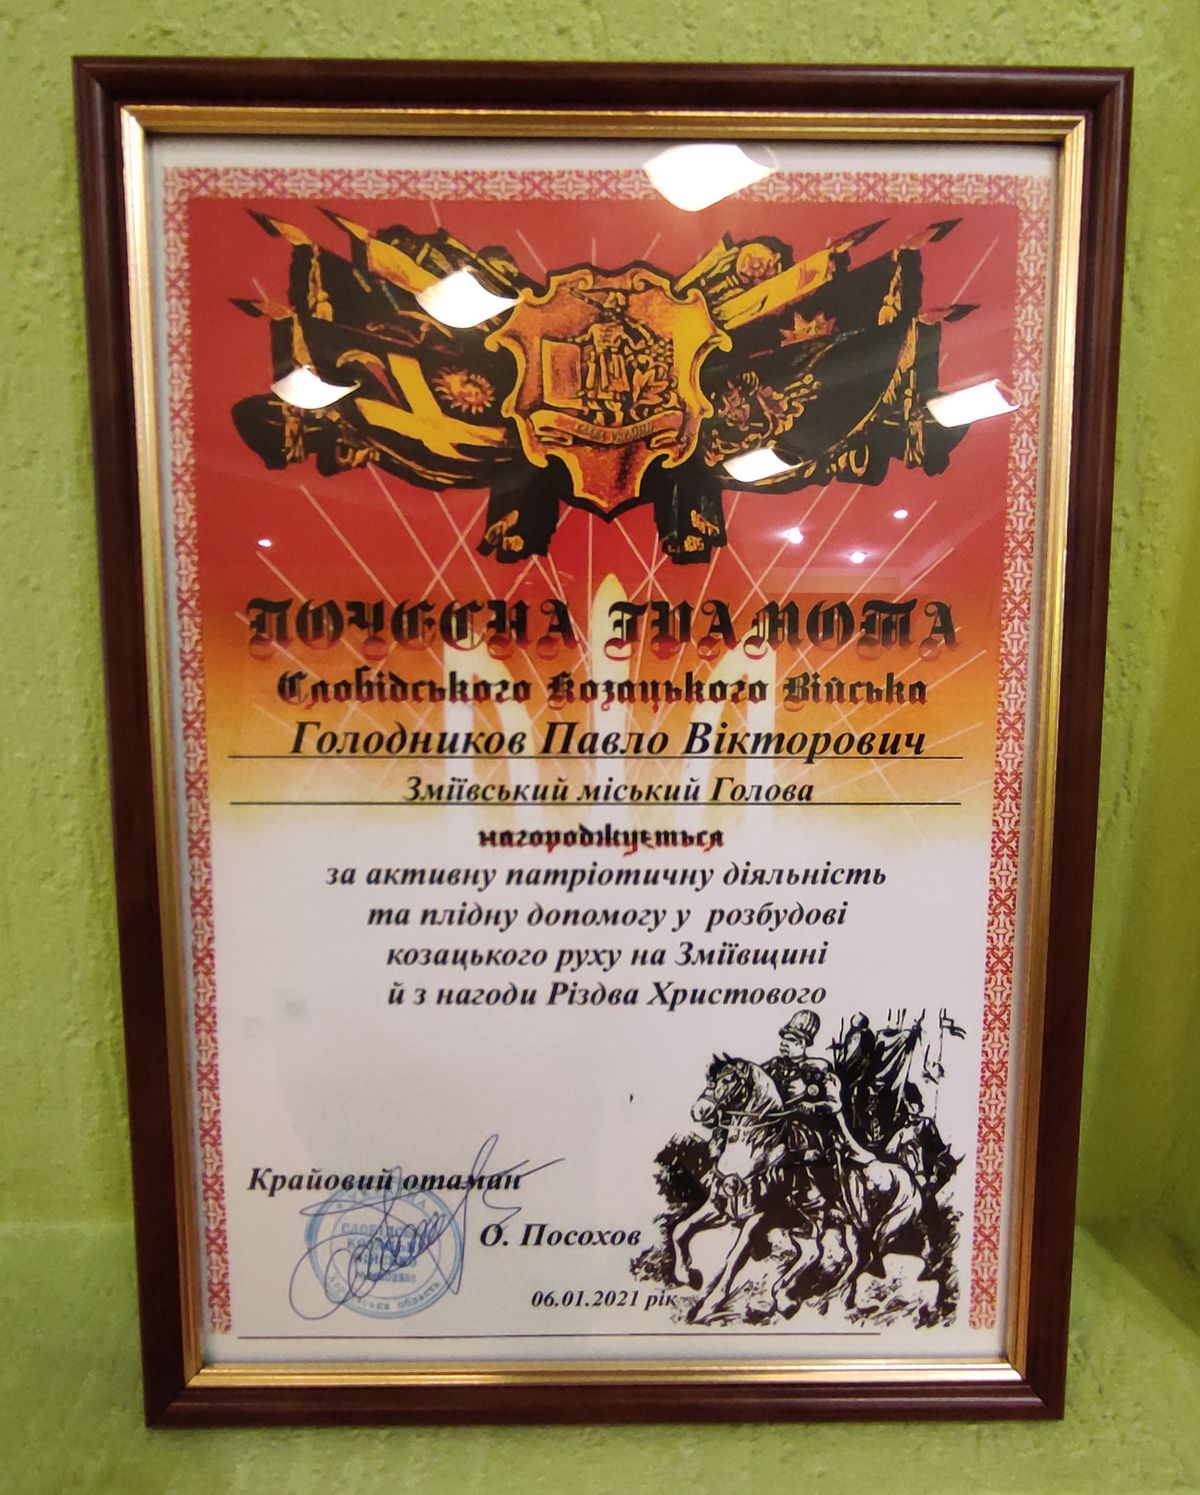 ПОЧЕСНА ГРАМОТА
Слобідського Козацького Війська
Голодников Павло Вікторович
Зміївський міський Голова
нагороджується
за активну патріотичну діяльність
та плідну допомогу у розбудові
козацького руху на Зміївщині
й з нагоди Різдва Христового
Крайовий отаман
О. Посохов
06.01.2021 рік
область